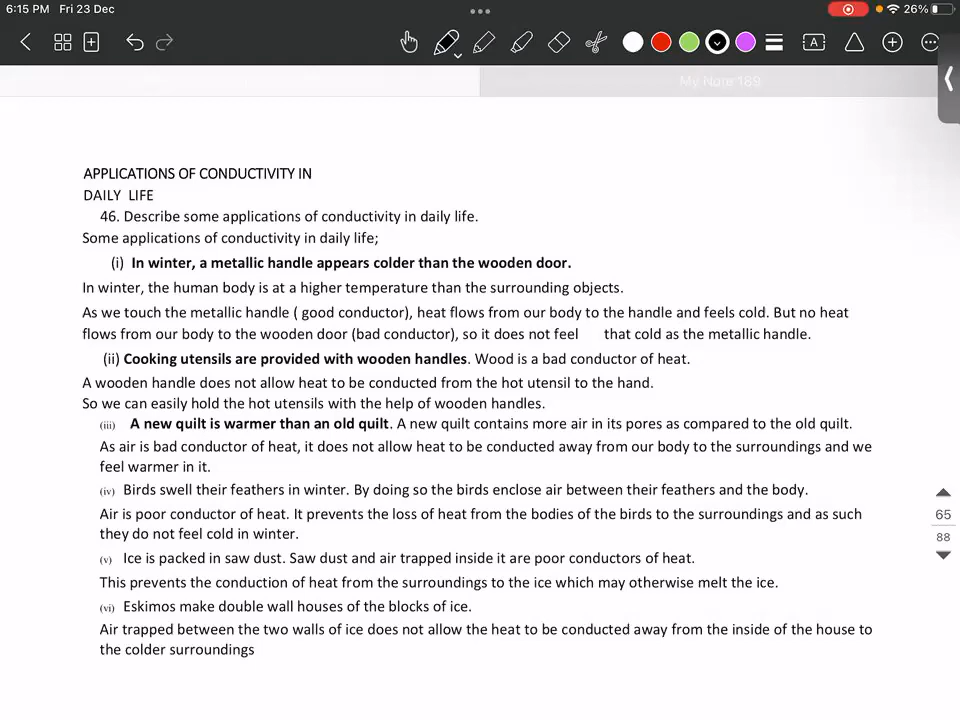 6:15 PM Fri 23 Dec
26%
A
My Note 189
APPLICATIONS OF CONDUCTIVITY IN
DAILY LIFE
46. Describe some applications of conductivity in daily life.
Some applications of conductivity in daily life;
(i) In winter, a metallic handle appears colder than the wooden door.
In winter, the human body is at a higher temperature than the surrounding objects.
As we touch the metallic handle ( good conductor), heat flows from our body to the handle and feels cold. But no heat
flows from our body to the wooden door (bad conductor), so it does not feel that cold as the metallic handle.
(ii) Cooking utensils are provided with wooden handles. Wood is a bad conductor of heat.
A wooden handle does not allow heat to be conducted from the hot utensil to the hand.
So we can easily hold the hot utensils with the help of wooden handles.
(iii) A new quilt is warmer than an old quilt. A new quilt contains more air in its pores as compared to the old quilt.
As air is bad conductor of heat, it does not allow heat to be conducted away from our body to the surroundings and we
feel warmer in it.
(iv) Birds swell their feathers in winter. By doing so the birds enclose air between their feathers and the body.
Air is poor conductor of heat. It prevents the loss of heat from the bodies of the birds to the surroundings and as such
they do not feel cold in winter.
(v) Ice is packed in saw dust. Saw dust and air trapped inside it are poor conductors of heat.
This prevents the conduction of heat from the surroundings to the ice which may otherwise melt the ice.
(vi) Eskimos make double wall houses of the blocks of ice.
Air trapped between the two walls of ice does not allow the heat to be conducted away from the inside of the house to
the colder surroundings
65
88